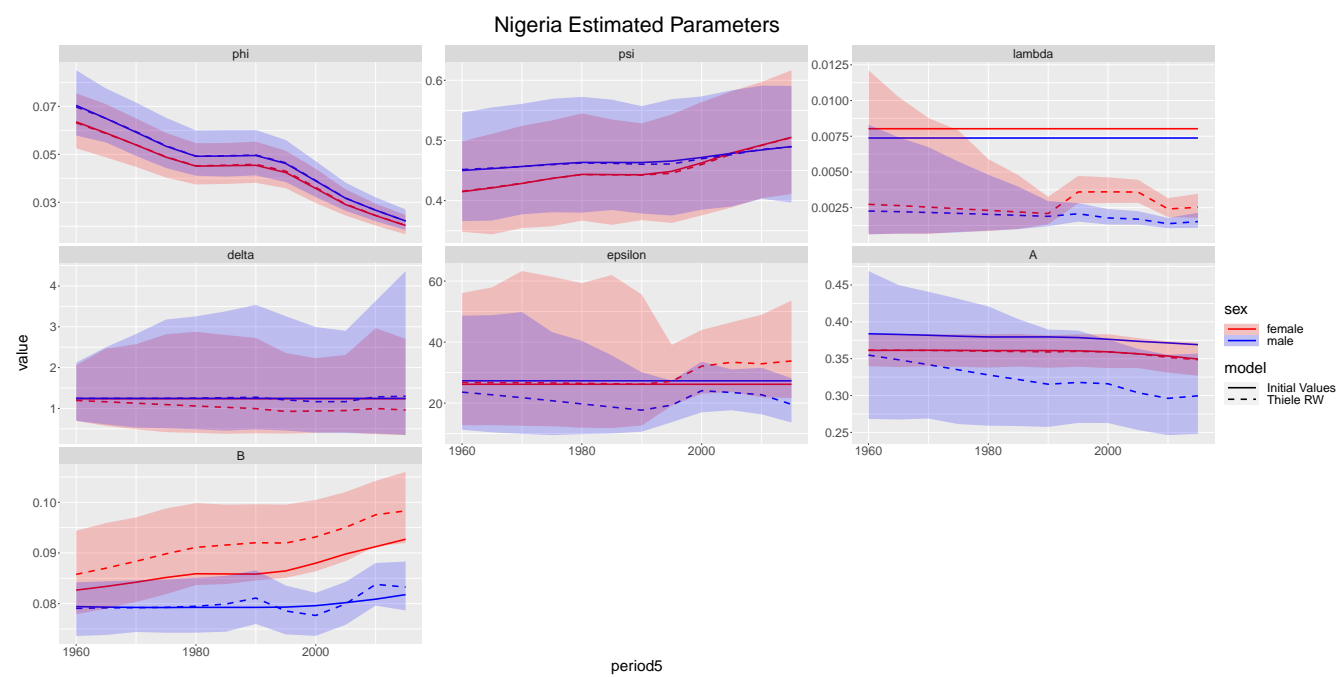 Nigeria Estimated Parameters
phi
psi
lambda
0.07
0.05
0.03
0.6
0.5
0.4
0.0125
0.0100
0.0075
0.0050
0.0025
delta
epsilon
A
4
3
2
1
60
40
20
0.45
0.40
0.35
0.30
0.25
1960
1980
2000
1960
1980
2000
B
0.10
0.09
0.08
1960
1980
2000
value
period5
sex
female
male
model
Initial Values
Thiele RW